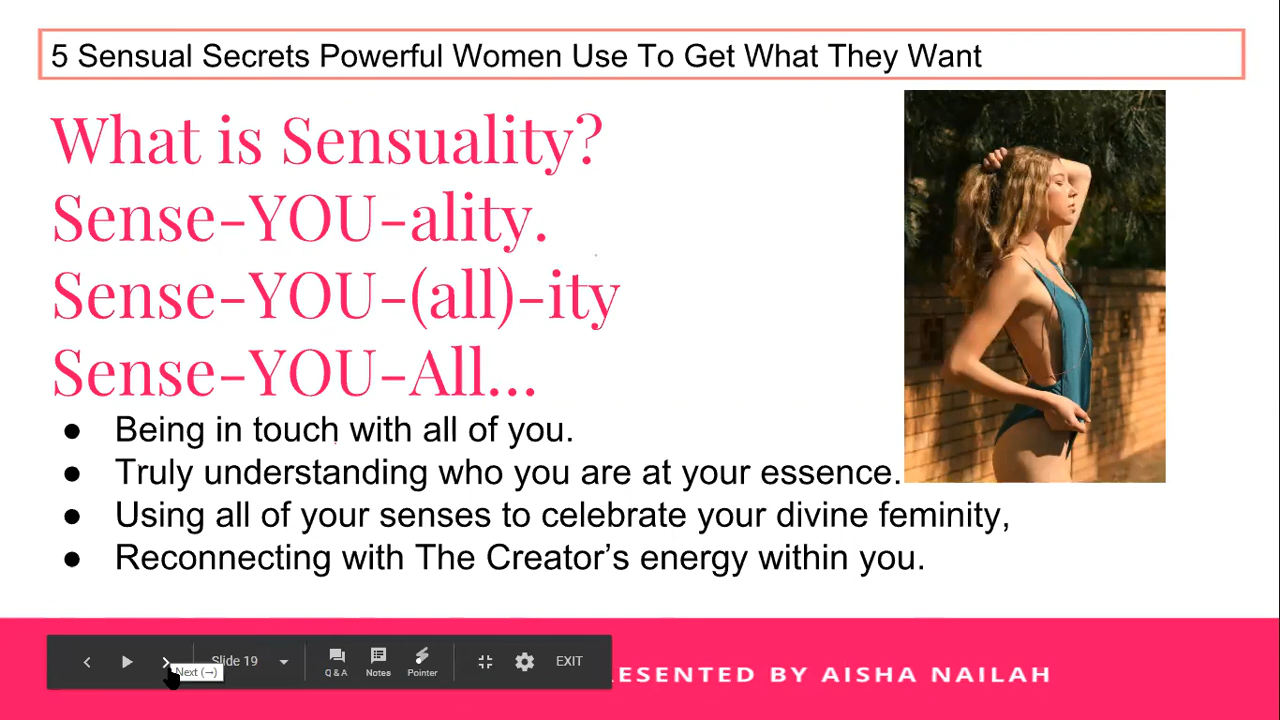 5 Sensual Secrets Powerful Women Use To Get What They Want
What is Sensuality?
Sense-YOU-ality.
Sense-YOU-(all)-ity
Sense-YOU-All...
● Being in touch with all of you.
● Truly understanding who you are at your essence.
● Using all of your senses to celebrate your divine feminity,
● Reconnecting with The Creator’s energy within you.
Slide 19
Q & A
Notes
Pointer
EXIT
Next (→)
ESENTED BY AISHA NAILAH